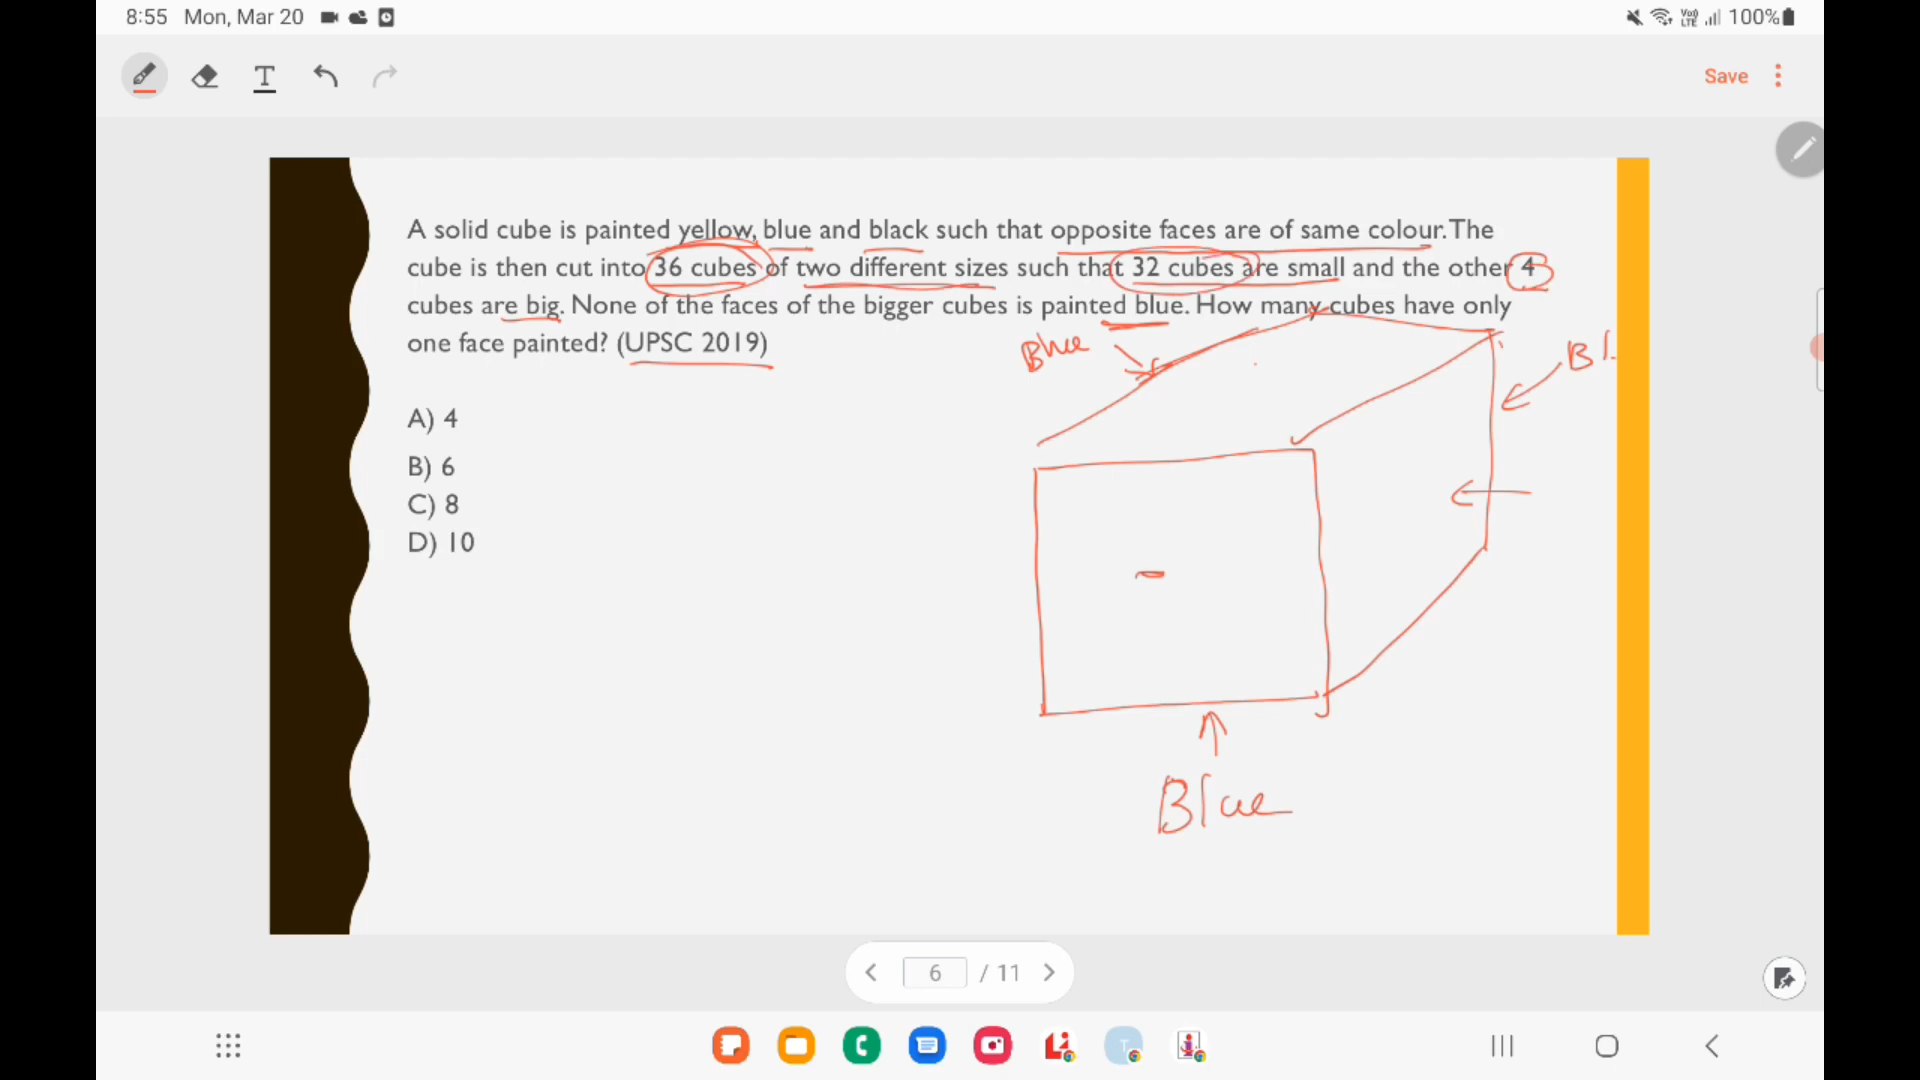 8:55 Mon, Mar 20
100%
T
Save
A solid cube is painted yellow, blue and black such that opposite faces are of same colour. The
cube is then cut into 36 cubes of two different sizes such that 32 cubes are small and the other 4
cubes are big. None of the faces of the bigger cubes is painted blue. How many cubes have only
one face painted? (UPSC 2019)
Blue
Bl.
A) 4
B) 6
C) 8
D) 10
Blue
6 / 11